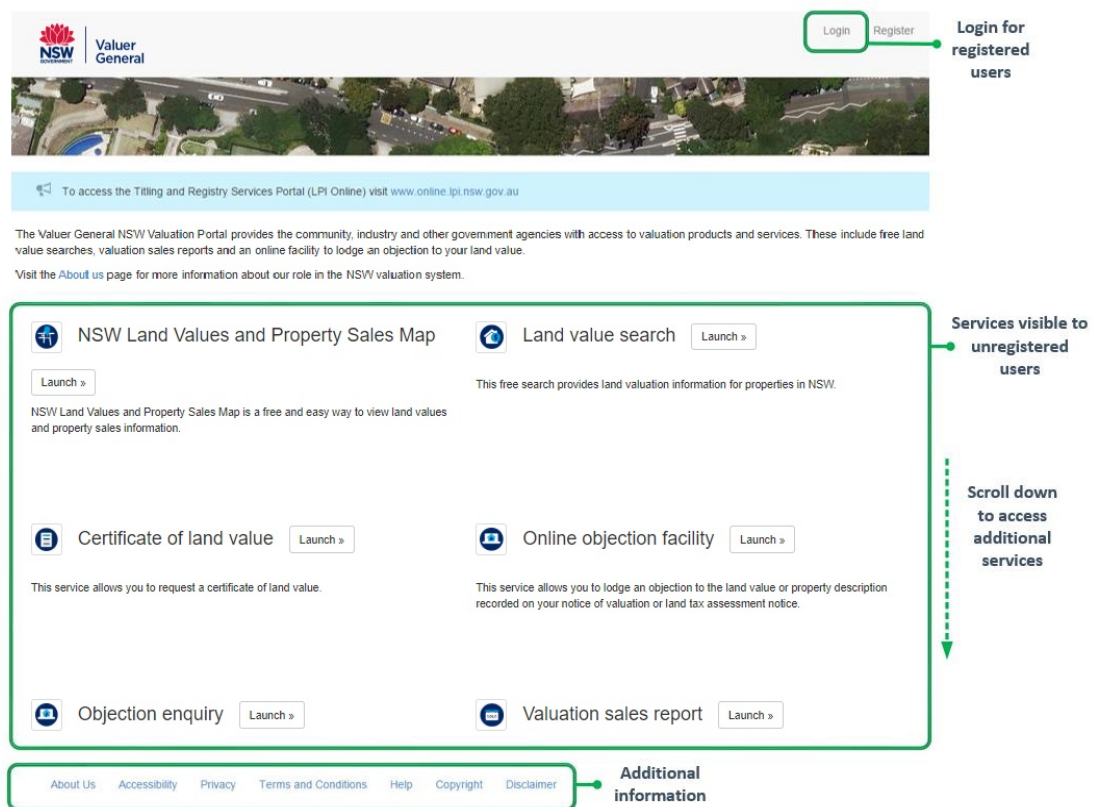 NSW
GOVERNMENT
Valuer
General
Login
Register
Login for
registered
users
To access the Titling and Registry Services Portal (LPI Online) visit www.online.lpi.nsw.gov.au
The Valuer General NSW Valuation Portal provides the community, industry and other government agencies with access to valuation products and services. These include free land
value searches, valuation sales reports and an online facility to lodge an objection to your land value.
Visit the About us page for more information about our role in the NSW valuation system.
NSW Land Values and Property Sales Map
Launch »
NSW Land Values and Property Sales Map is a free and easy way to view land values
and property sales information.
Land value search Launch »
This free search provides land valuation information for properties in NSW.
Services visible to
unregistered
users
Certificate of land value Launch »
This service allows you to request a certificate of land value.
Online objection facility Launch »
This service allows you to lodge an objection to the land value or property description
recorded on your notice of valuation or land tax assessment notice.
Scroll down
to access
additional
services
Objection enquiry Launch »
Valuation sales report Launch »
About Us Accessibility Privacy Terms and Conditions Help Copyright Disclaimer
Additional
information